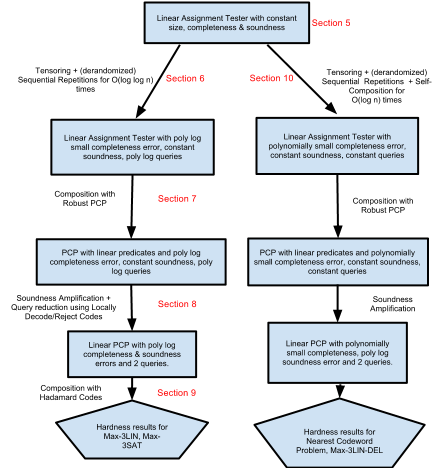 Linear Assignment Tester with constant
size, completeness & soundness
Section 5
Tensoring + (derandomized)
Sequential Repetitions for O(log log n)
times
Section 6
Section 10
Tensoring + (derandomized)
Sequential Repetitions + Self-
Composition for
O(log n) times
Linear Assignment Tester with poly log
small completeness error, constant
soundness, poly log queries
Linear Assignment Tester with
polynomially small completeness error,
constant soundness, constant queries
Composition with
Robust PCP
Section 7
Composition with
Robust PCP
PCP with linear predicates and poly log
completeness error, constant soundness, poly
log queries
PCP with linear predicates and polynomially
small completeness error, constant soundness,
constant queries
Soundness Amplification +
Query reduction using Locally
Decode/Reject Codes
Section 8
Soundness
Amplification
Linear PCP with poly log
completeness & soundness
errors and 2 queries.
Linear PCP with polynomially
small completeness, poly log
soundness error and 2 queries.
Composition with
Hadamard Codes
Section 9
Hardness results for
Max-3LIN, Max-
3SAT
Hardness results for
Nearest Codeword
Problem, Max-3LIN-DEL